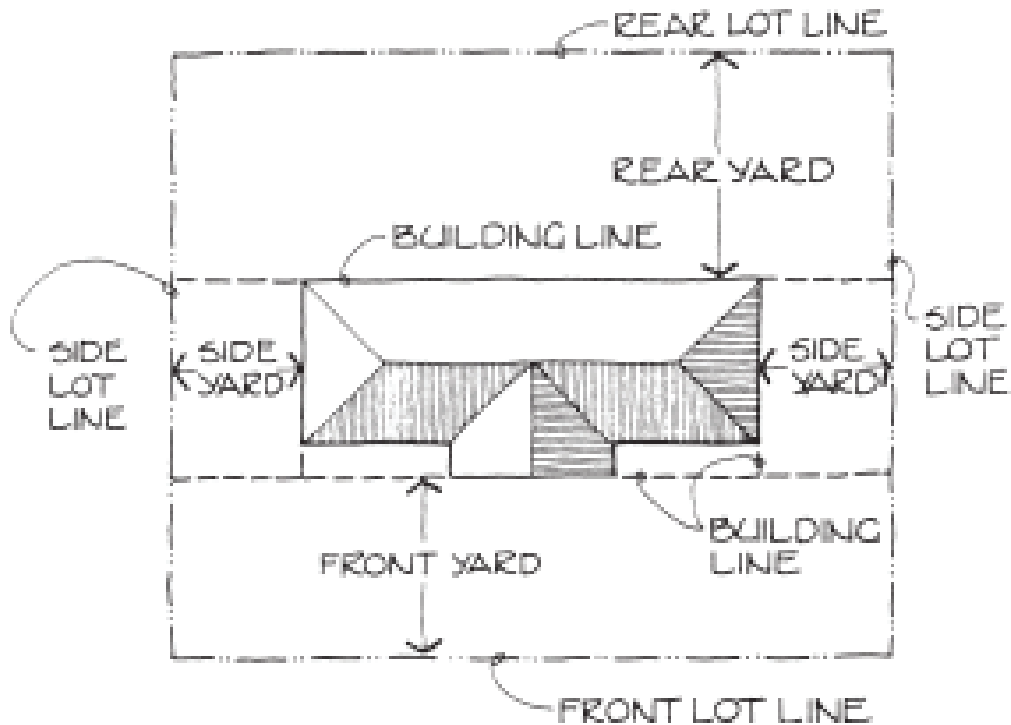 REAR LOT LINE
REAR YARD
BUILDING LINE
SIDE
LOT
LINE
SIDE
YARD
SIDE
YARD
SIDE
LOT
LINE
BUILDING
LINE
FRONT YARD
FRONT LOT LINE